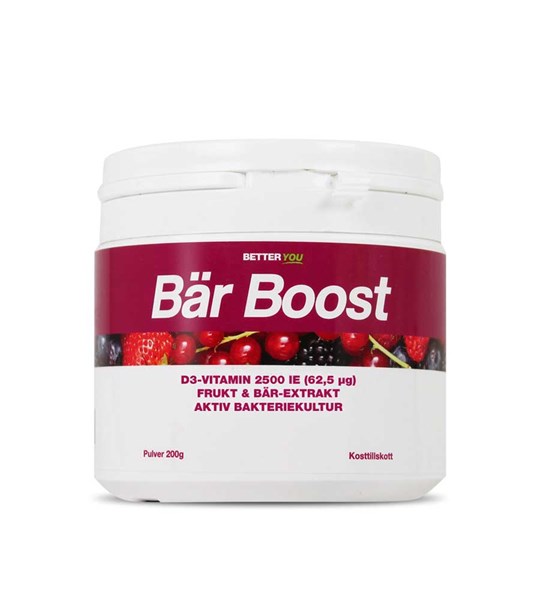 BETTER YOU
Bär Boost
D3-VITAMIN 2500 IE (62,5 µg)
FRUKT & BÄR-EXTRAKT
AKTIV BAKTERIEKULTUR
Pulver 200g
Kosttillskott